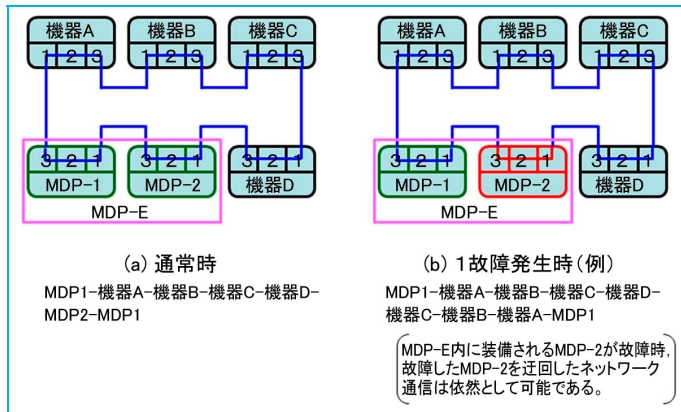 機器A 機器B 機器C
1 2 3 1 2 3 1 2 3
3 2 1 3 2 1 3 2 1
MDP-1 MDP-2 機器D
MDP-E
(a) 通常時
MDP1-機器A-機器B-機器C-機器D-
MDP2-MDP1
機器A 機器B 機器C
1 2 3 1 2 3 1 2 3
3 2 1 3 2 1 3 2 1
MDP-1 MDP-2 機器D
MDP-E
(b) 1故障発生時(例)
MDP1-機器A-機器B-機器C-機器D-
機器C-機器B-機器A-MDP1
MDP-E内に装備されるMDP-2が故障時,
故障したMDP-2を迂回したネットワーク
通信は依然として可能である。